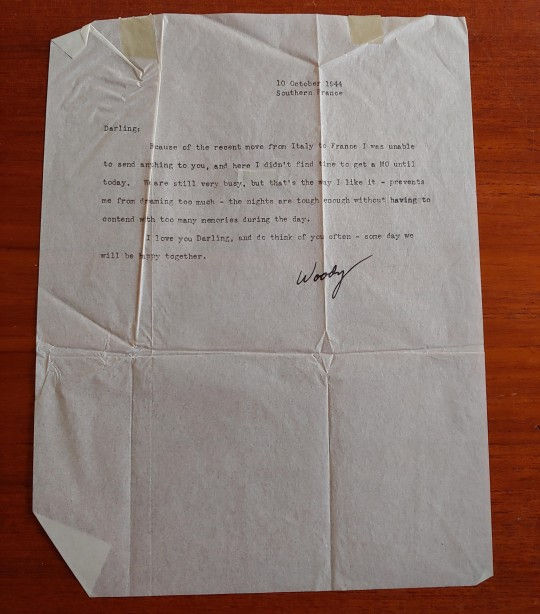 10 October 1944
Southern France
Darling:
Bcause of the recent move from Italy to France I was unable
to send anything to you, and here I didn't find time to get a MO until
today. We are still very busy, but that's the way I like it - prevents
me from dreaming too much - the nights are tough enough without having to
contend with too many memories during the day.
I love you Darling, and do think of you often - some day we
will be happy together.
Woody